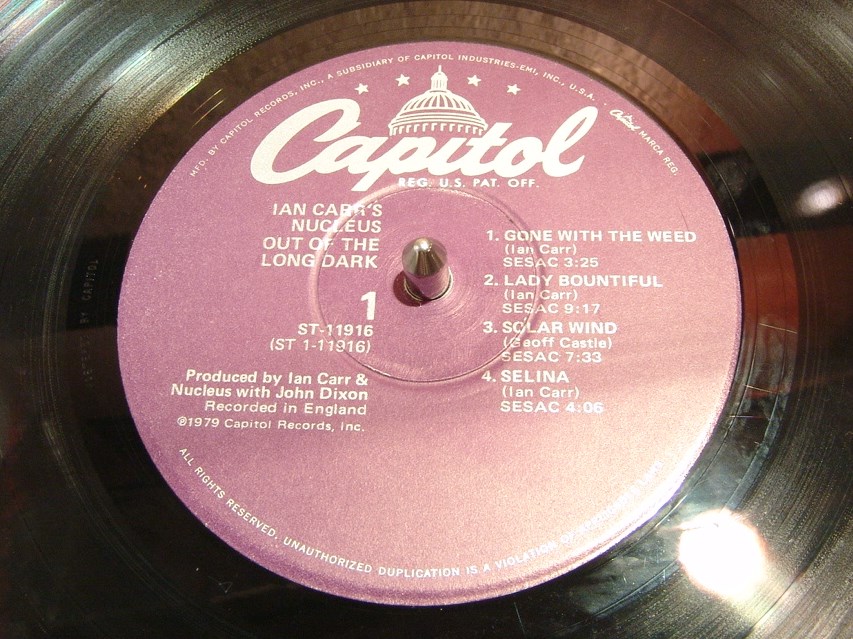 MFD. BY CAPITOL RECORDS, INC., A SUBSIDIARY OF CAPITOL INDUSTRIES-EMI, INC., U.S.A. · Capitol MARCA REG.
Capitol
REG. U.S. PAT. OFF.
IAN CARR'S
NUCLEUS
OUT OF THE
LONG DARK
1
ST-11916
(ST 1-11916)
Produced by Ian Carr &
Nucleus with John Dixon
Recorded in England
℗1979 Capitol Records, Inc.
1. GONE WITH THE WEED
(Ian Carr)
SESAC 3:25
2. LADY BOUNTIFUL
(Ian Carr)
SESAC 9:17
3. SOLAR WIND
(Geoff Castle)
SESAC 7:33
4. SELINA
(Ian Carr)
SESAC 4:06
ALL RIGHTS RESERVED. UNAUTHORIZED DUPLICATION IS A VIOLATION OF APPLICABLE LAWS
BY CAPITOL